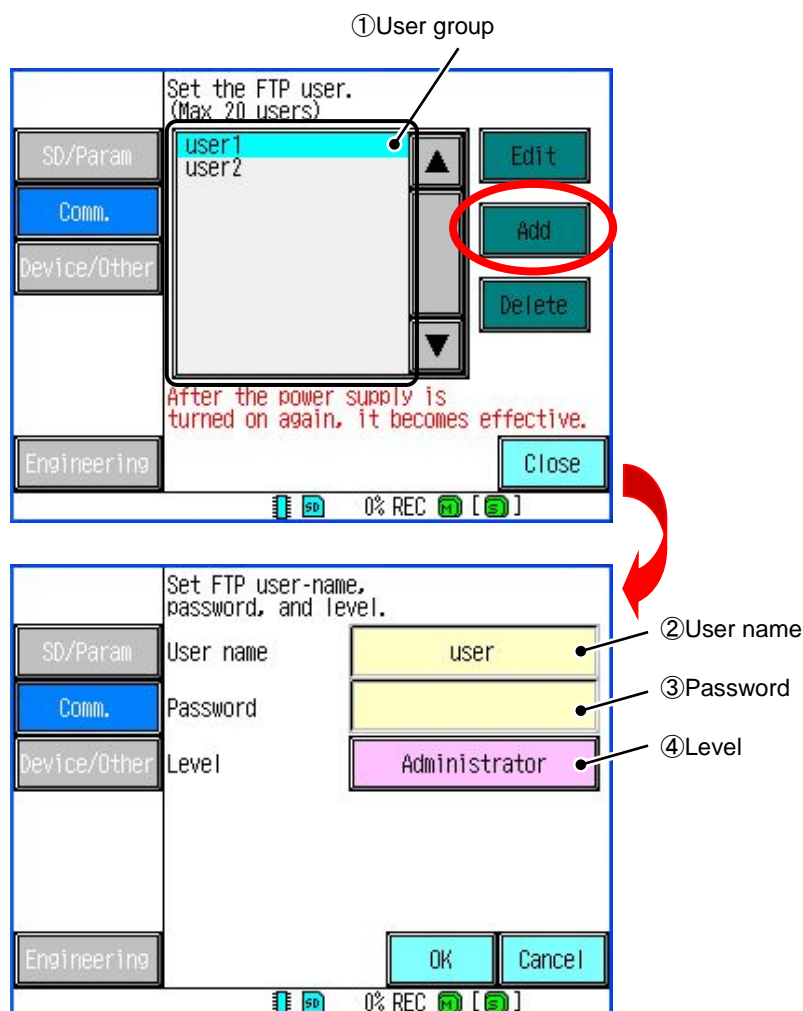 ①User group
Set the FTP user.
(Max 20 users)
user1
user2
SD/Param
Comm.
Device/Other
Edit
Add
Delete
After the power supply is
turned on again, it becomes effective.
Engineering
Close
SD 0% REC M [S]
Set FTP user-name,
password, and level.
SD/Param
User name
user
②User name
Comm.
Password
③Password
Device/Other
Level
Administrator
④Level
Engineering
OK
Cancel
SD 0% REC M [S]